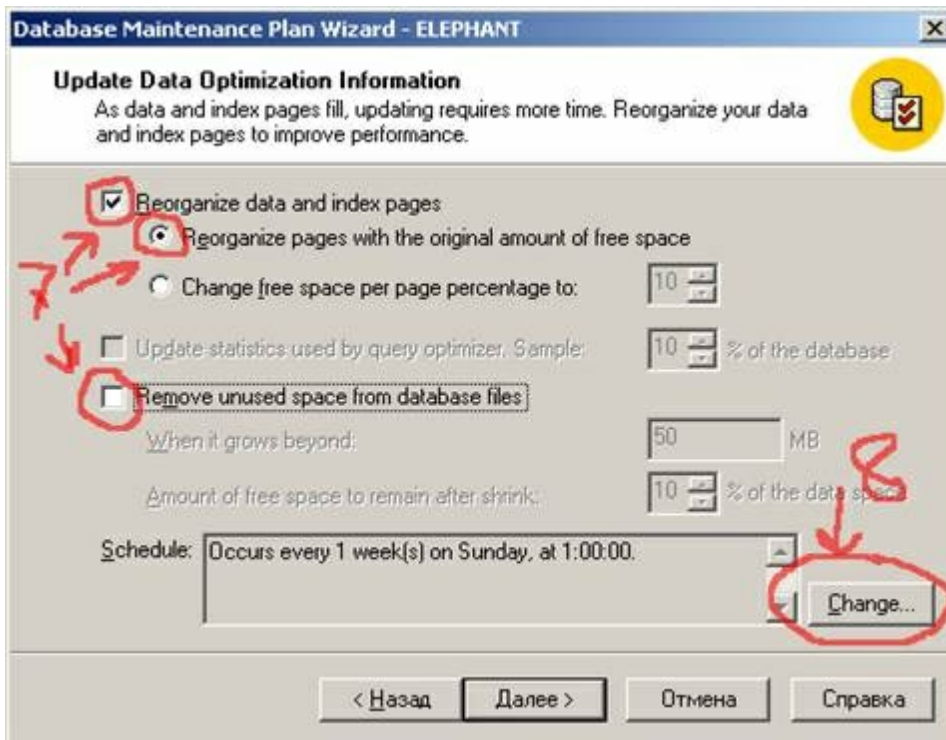 Database Maintenance Plan Wizard - ELEPHANT
Update Data Optimization Information
As data and index pages fill, updating requires more time. Reorganize your data
and index pages to improve performance.
Reorganize data and index pages
Reorganize pages with the original amount of free space
7
Change free space per page percentage to: 10
Update statistics used by query optimizer. Sample: 10 % of the database
Remove unused space from database files
When it grows beyond: 50 MB
8
Amount of free space to remain after shrink: 10 % of the data space
Schedule: Occurs every 1 week(s) on Sunday, at 1:00:00.
Change...
< Назад Далее > Отмена Справка